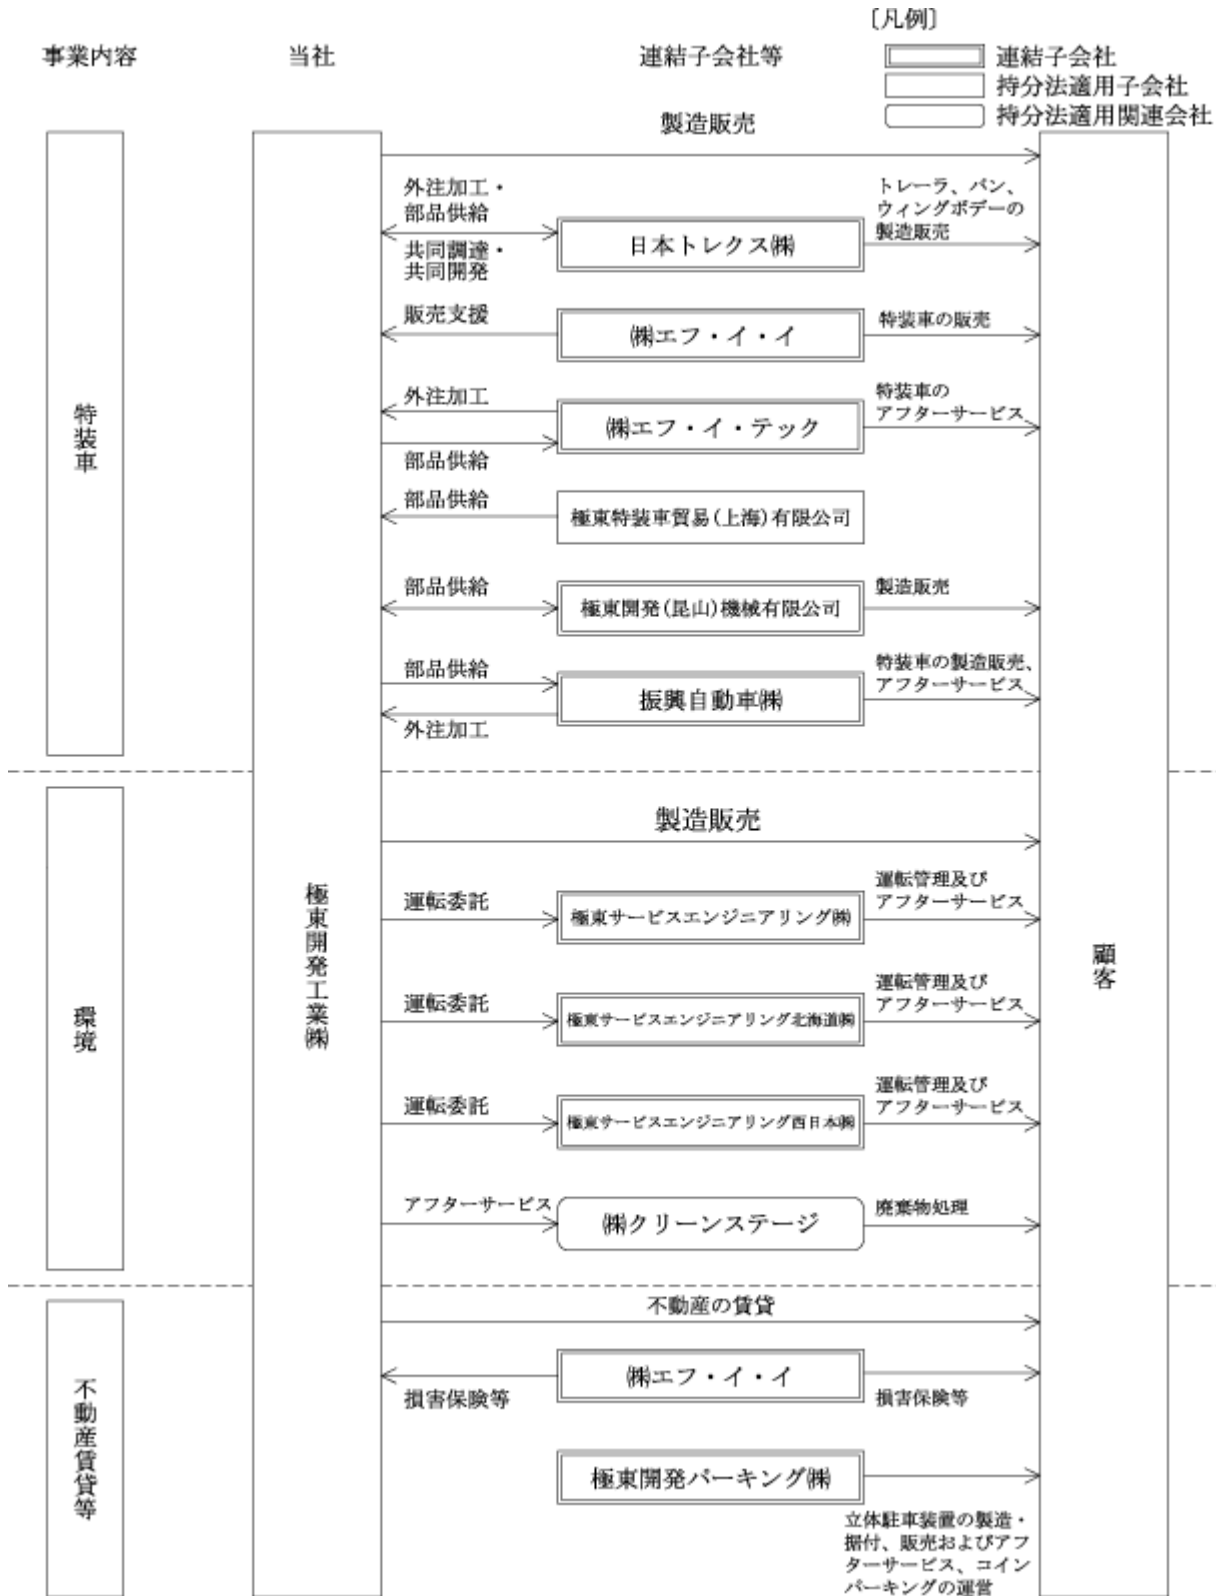 〔凡例〕
事業内容
当社
連結子会社等
連結子会社
持分法適用子会社
持分法適用関連会社
特装車
極東開発工業㈱
顧客
製造販売
外注加工・
部品供給
共同調達・
共同開発
日本トレクス㈱
トレーラ、バン、
ウィングボデーの
製造販売
販売支援
㈱エフ・イ・イ
特装車の販売
外注加工
部品供給
㈱エフ・イ・テック
特装車の
アフターサービス
部品供給
極東特装車貿易(上海)有限公司
部品供給
極東開発(昆山)機械有限公司
製造販売
部品供給
外注加工
振興自動車㈱
特装車の製造販売、
アフターサービス
環境
製造販売
運転委託
極東サービスエンジニアリング㈱
運転管理及び
アフターサービス
運転委託
極東サービスエンジニアリング北海道㈱
運転管理及び
アフターサービス
運転委託
極東サービスエンジニアリング西日本㈱
運転管理及び
アフターサービス
アフターサービス
㈱クリーンステージ
廃棄物処理
不動産賃貸等
不動産の賃貸
㈱エフ・イ・イ
損害保険等
損害保険等
極東開発パーキング㈱
立体駐車装置の製造・
据付、販売およびアフ
ターサービス、コイン
パーキングの運営